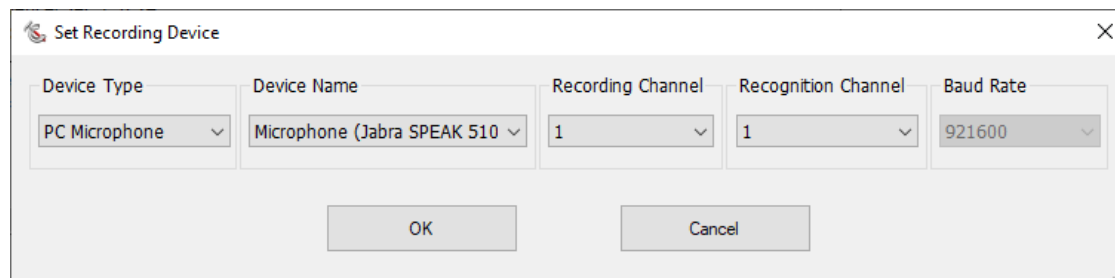 Set Recording Device
Device Type
Device Name
Recording Channel
Recognition Channel
Baud Rate
PC Microphone
Microphone (Jabra SPEAK 510
1
1
921600
OK
Cancel